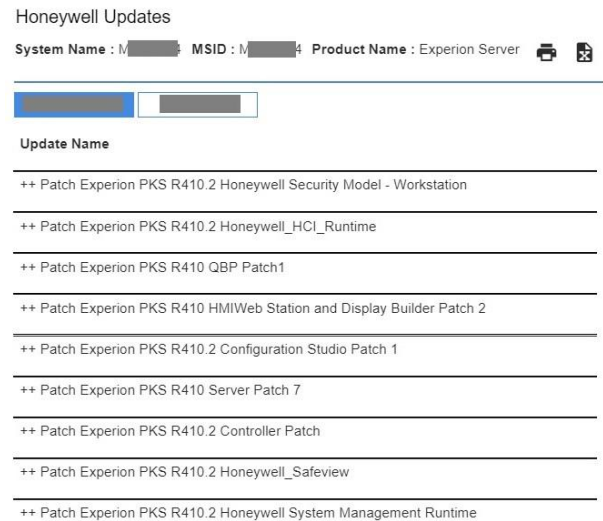 Honeywell Updates
System Name : M 4 MSID : M 4 Product Name : Experion Server
Update Name
++ Patch Experion PKS R410.2 Honeywell Security Model - Workstation
++ Patch Experion PKS R410.2 Honeywell_HCI_Runtime
++ Patch Experion PKS R410 QBP Patch1
++ Patch Experion PKS R410 HMIWeb Station and Display Builder Patch 2
++ Patch Experion PKS R410.2 Configuration Studio Patch 1
++ Patch Experion PKS R410 Server Patch 7
++ Patch Experion PKS R410.2 Controller Patch
++ Patch Experion PKS R410.2 Honeywell_Safeview
++ Patch Experion PKS R410.2 Honeywell System Management Runtime